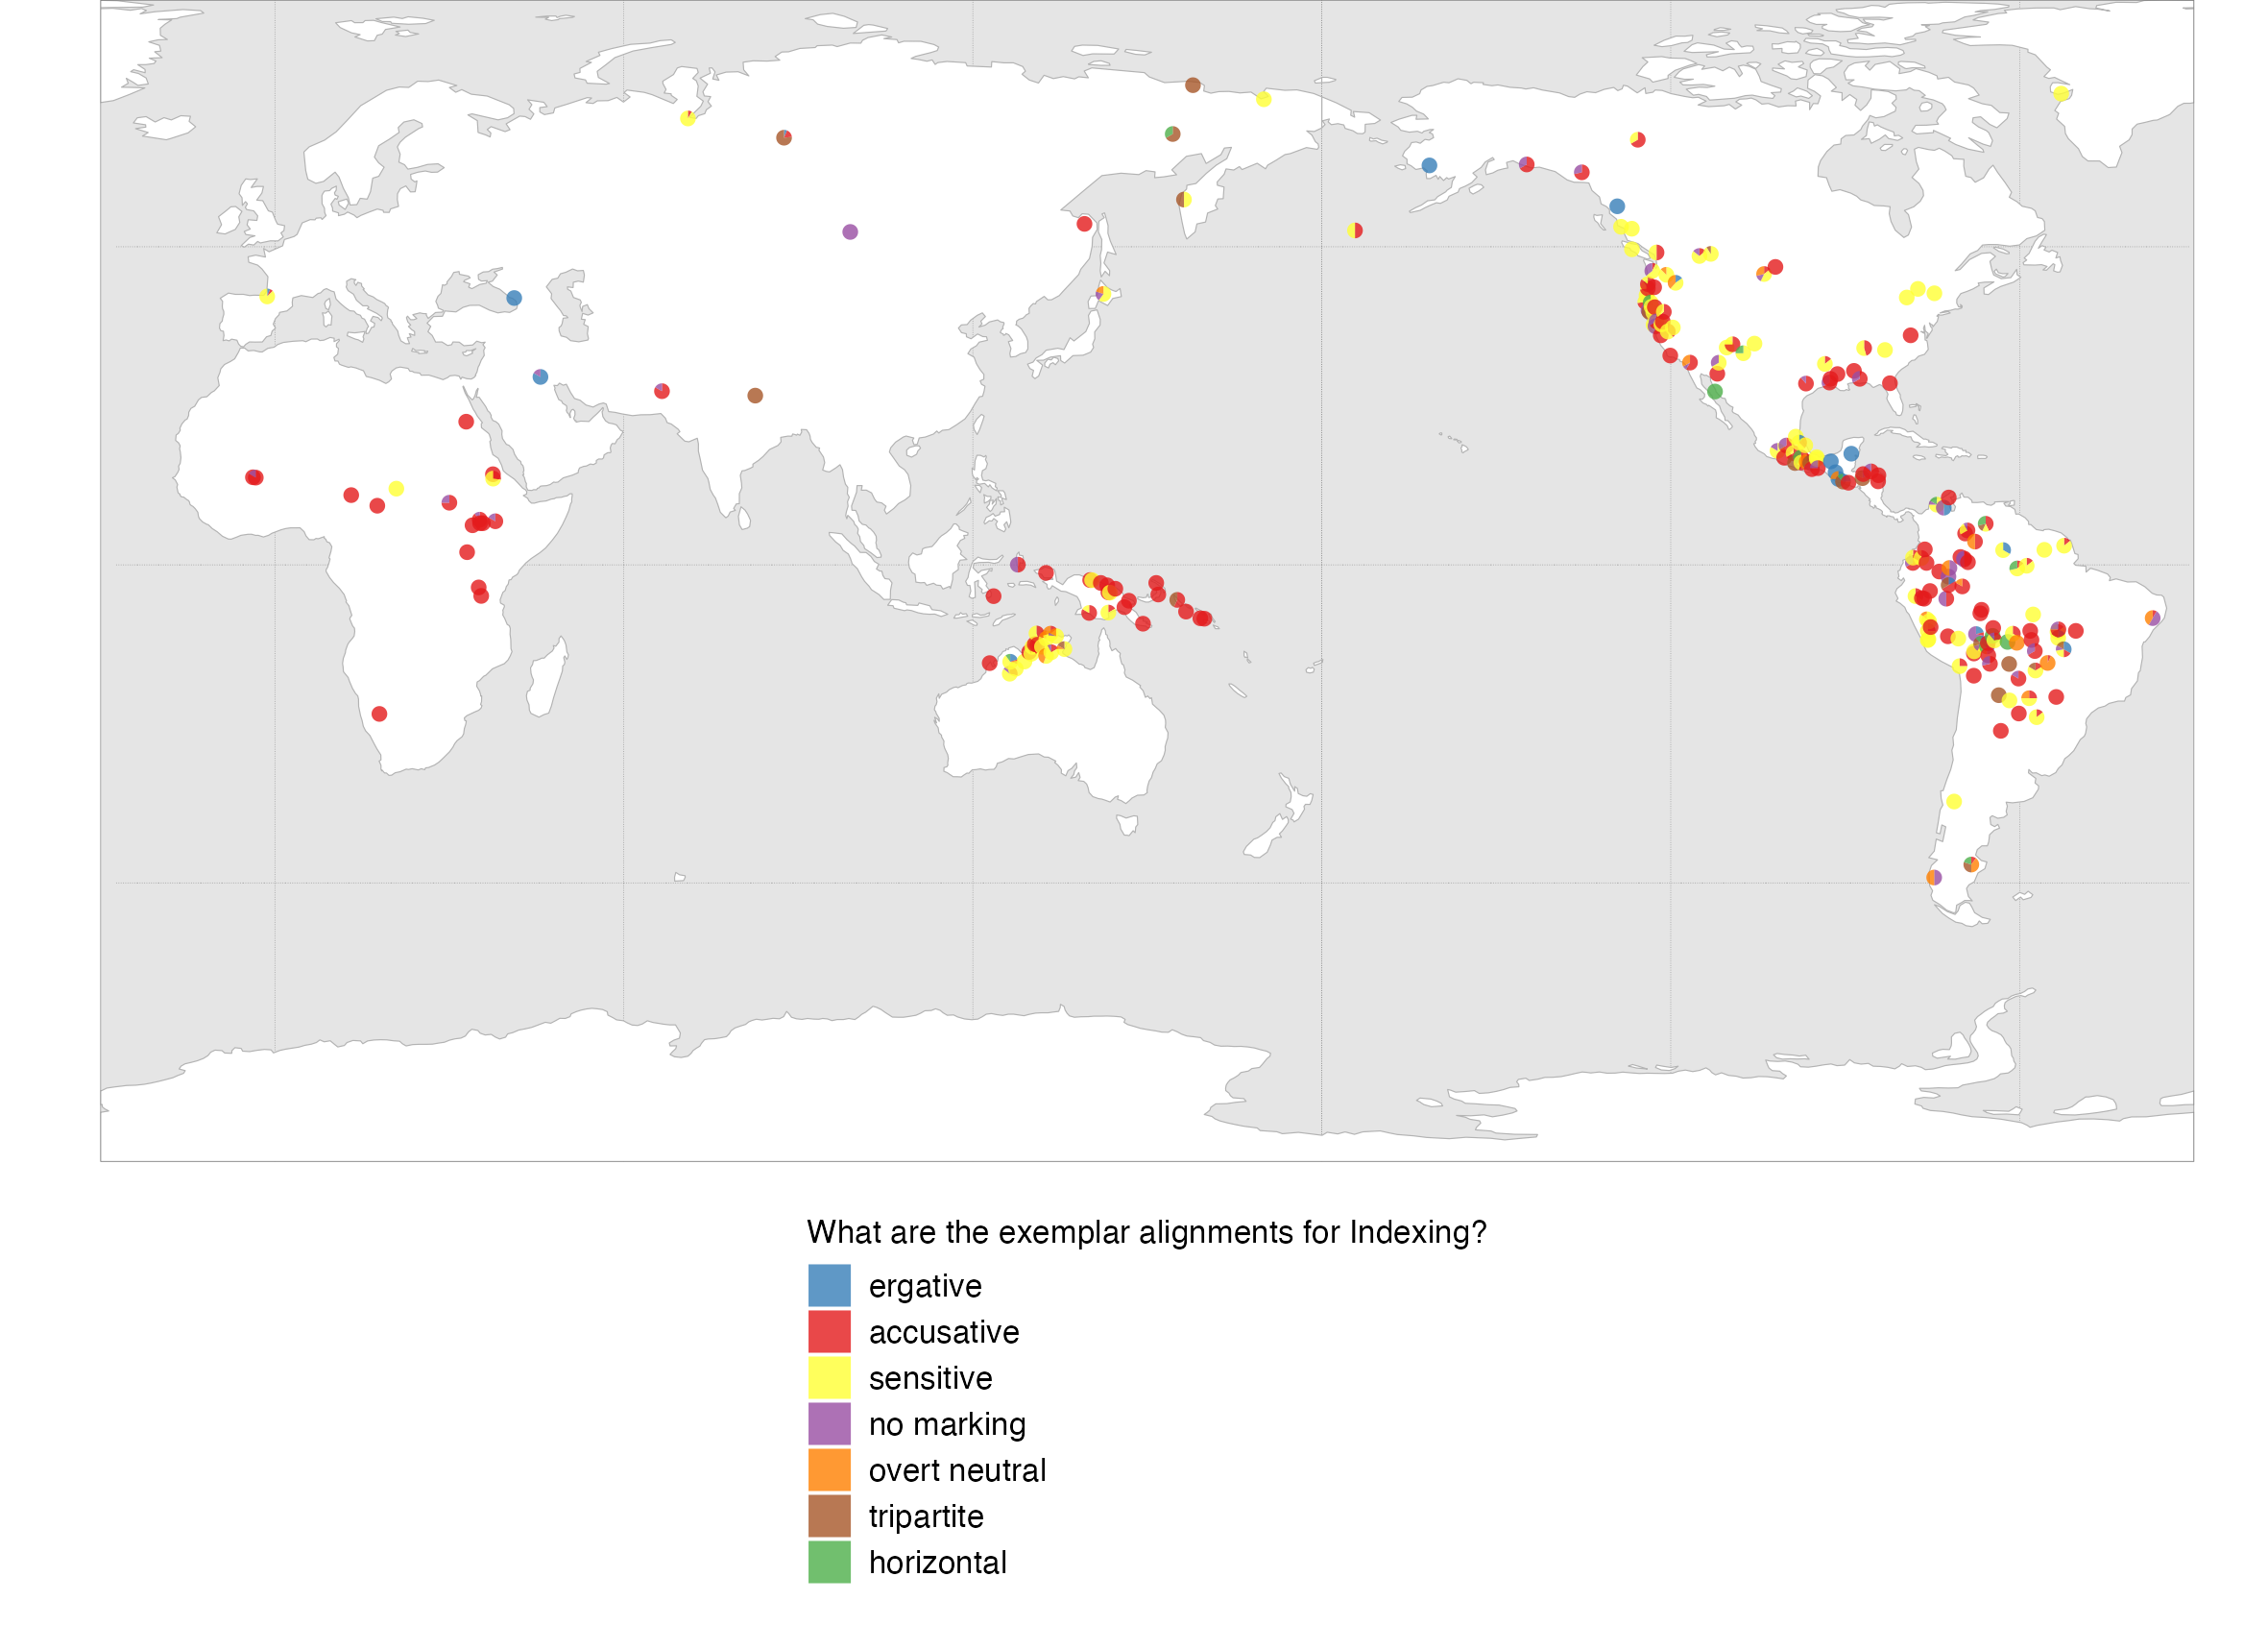 What are the exemplar alignments for Indexing?
ergative
accusative
sensitive
no marking
overt neutral
tripartite
horizontal